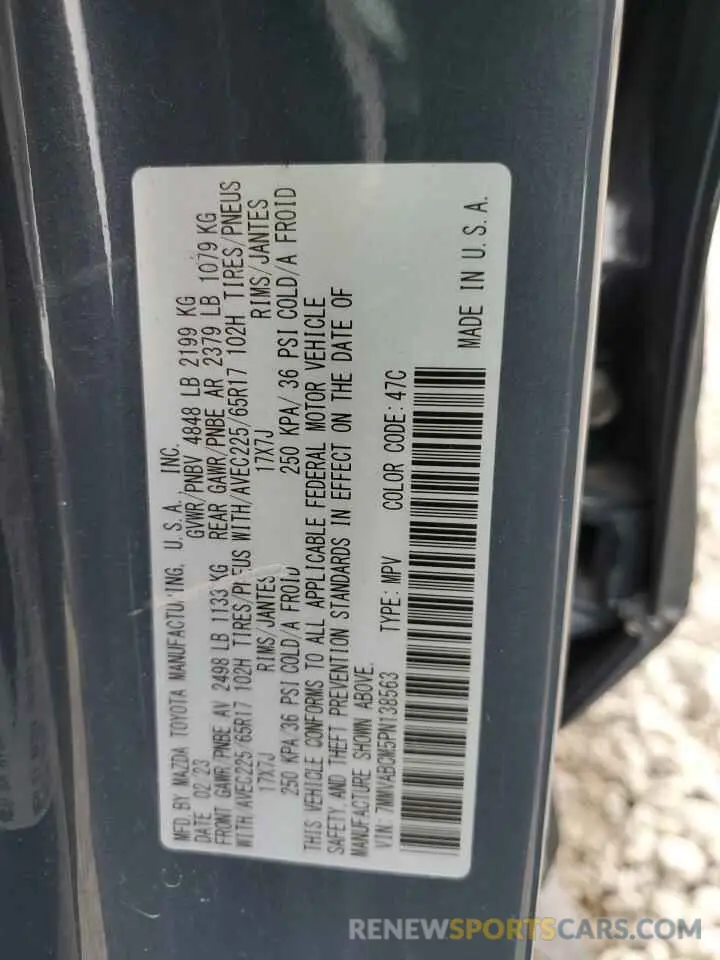 MFD. BY MAZDA TOYOTA MANUFACTURING, U.S.A., INC.
DATE 02/23 GVWR/PNBV 4848 LB 2199 KG
FRONT GAWR/PNBE AV 2498 LB 1133 KG REAR GAWR/PNBE AR 2379 LB 1079 KG
WITH/AVEC225/65R17 102H TIRES/PNEUS WITH/AVEC225/65R17 102H TIRES/PNEUS
17X7J RIMS/JANTES 17X7J RIMS/JANTES
250 KPA/36 PSI COLD/A FROID 250 KPA/ 36 PSI COLD/A FROID
THIS VEHICLE CONFORMS TO ALL APPLICABLE FEDERAL MOTOR VEHICLE
SAFETY, AND THEFT PREVENTION STANDARDS IN EFFECT ON THE DATE OF
MANUFACTURE SHOWN ABOVE.
VIN: 7MMVABCM5PN138563 TYPE: MPV COLOR CODE: 47C
MADE IN U.S.A.
RENEWSPORTSCARS.COM